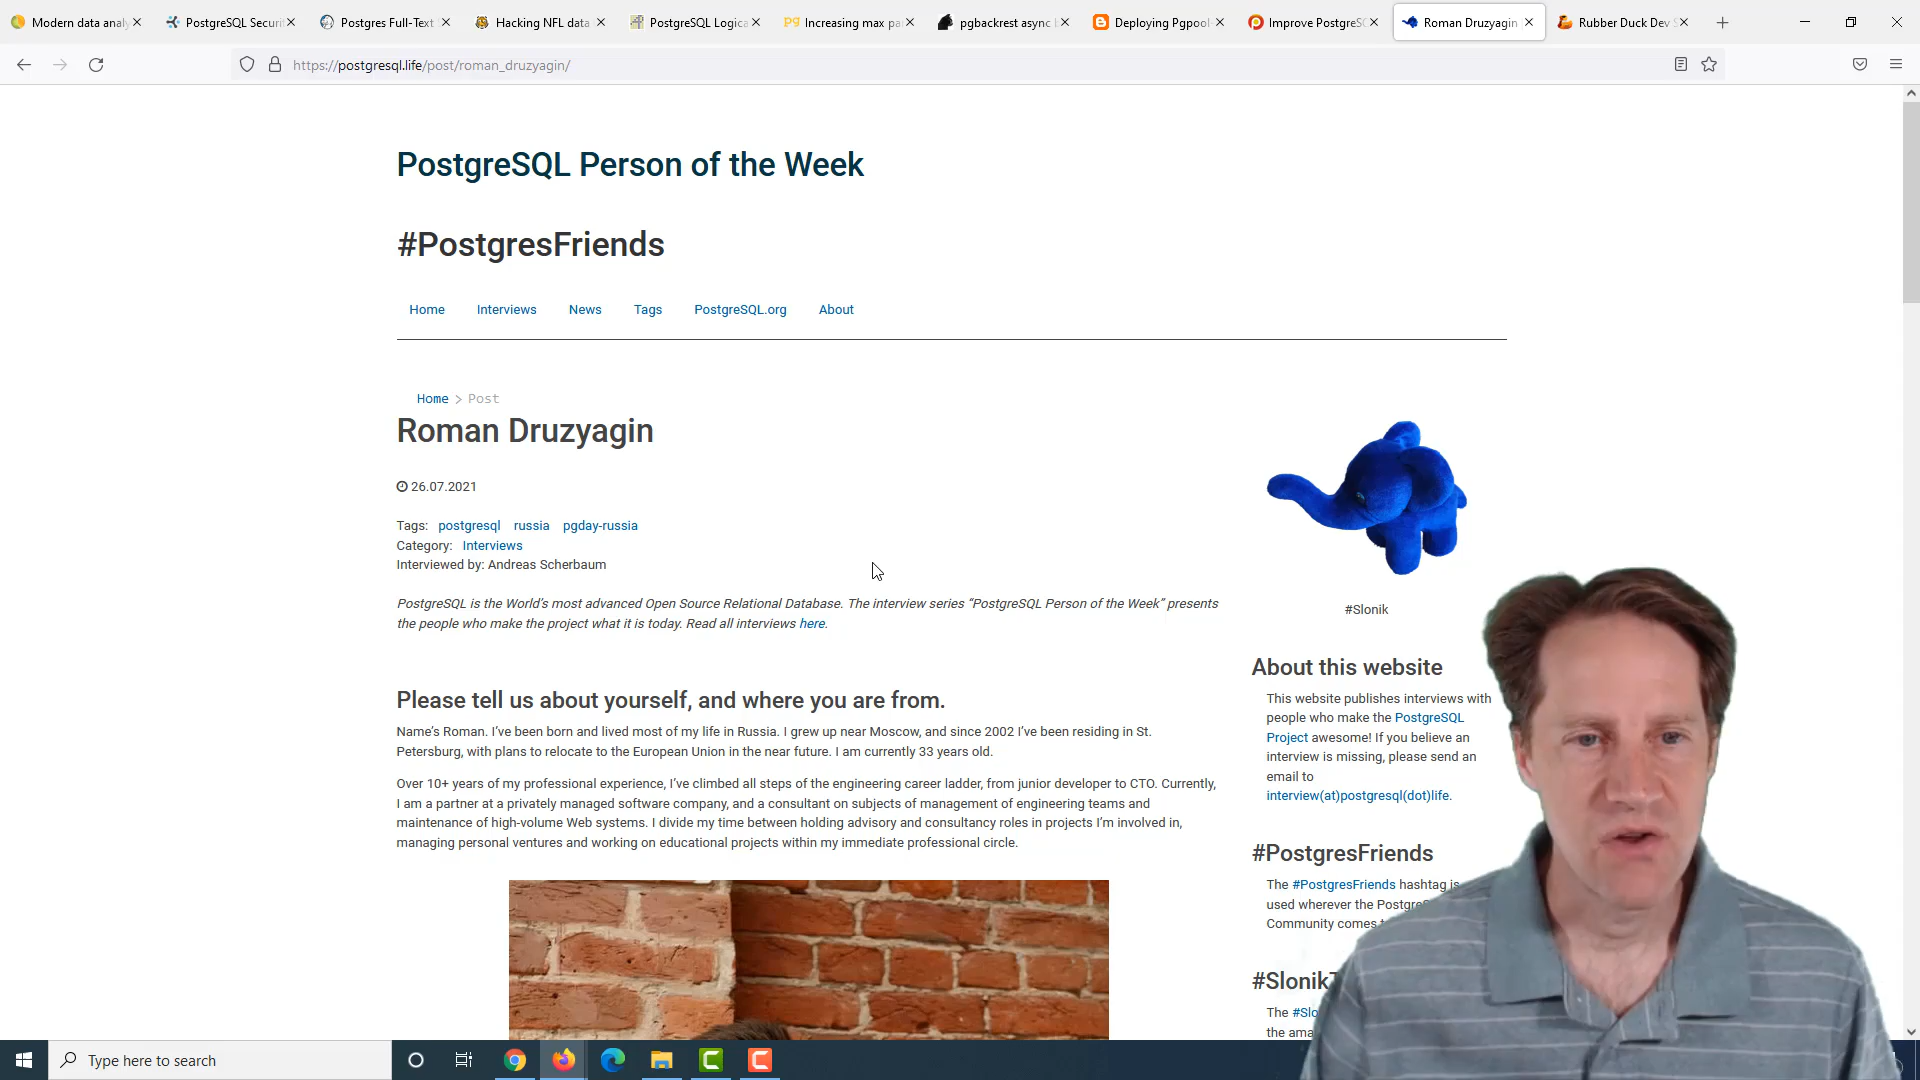 Modern data analy
PostgreSQL Securi
Postgres Full-Text
Hacking NFL data
PostgreSQL Logica
Increasing max pa
pgbackrest async
Deploying Pgpool
Improve PostgreSQ
Roman Druzyagin
Rubber Duck Dev S
https://postgresql.life/post/roman_druzyagin/
PostgreSQL Person of the Week
#PostgresFriends
Home Interviews News Tags PostgreSQL.org About
Home > Post
Roman Druzyagin
26.07.2021
Tags: postgresql russia pgday-russia
Category: Interviews
Interviewed by: Andreas Scherbaum
PostgreSQL is the World's most advanced Open Source Relational Database. The interview series “PostgreSQL Person of the Week” presents
the people who make the project what it is today. Read all interviews here.
Please tell us about yourself, and where you are from.
Name's Roman. I've been born and lived most of my life in Russia. I grew up near Moscow, and since 2002 I've been residing in St.
Petersburg, with plans to relocate to the European Union in the near future. I am currently 33 years old.
Over 10+ years of my professional experience, I've climbed all steps of the engineering career ladder, from junior developer to CTO. Currently,
I am a partner at a privately managed software company, and a consultant on subjects of management of engineering teams and
maintenance of high-volume Web systems. I divide my time between holding advisory and consultancy roles in projects I'm involved in,
managing personal ventures and working on educational projects within my immediate professional circle.
#Slonik
About this website
This website publishes interviews with
people who make the PostgreSQL
Project awesome! If you believe an
interview is missing, please send an
email to
interview(at)postgresql(dot)life.
#PostgresFriends
The #PostgresFriends hashtag is
used wherever the Postgre
Community comes
#Slonik
The #Slo
the ama
Type here to search